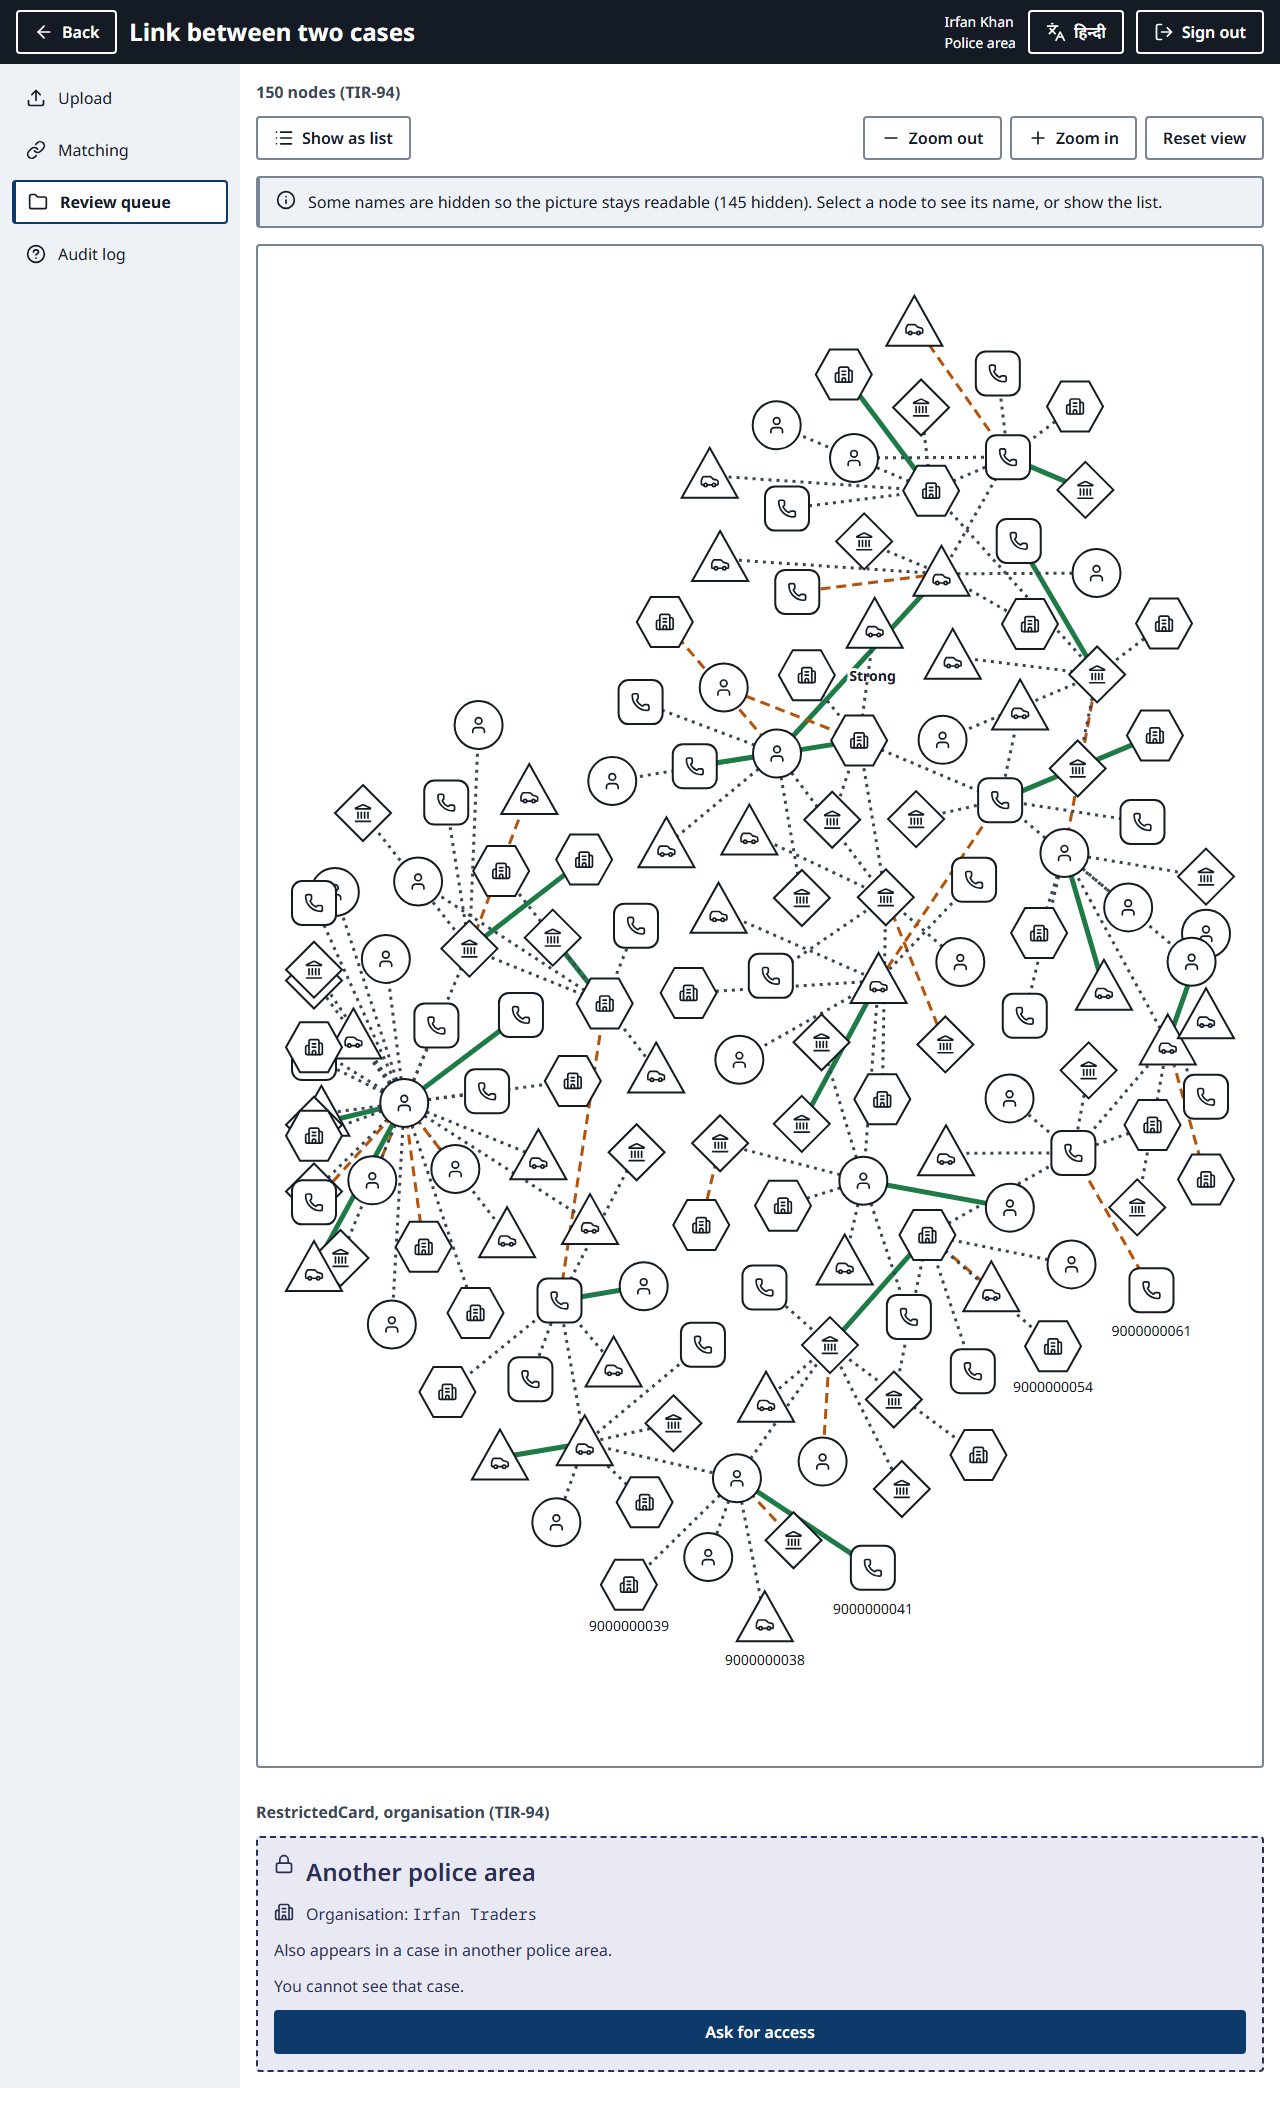 Back
Link between two cases
Irfan Khan
Police area
हिन्दी
Sign out
Upload
Matching
Review queue
Audit log
150 nodes (TIR-94)
Show as list
Zoom out
Zoom in
Reset view
Some names are hidden so the picture stays readable (145 hidden). Select a node to see its name, or show the list.
Strong
9000000061
9000000054
9000000041
9000000039
9000000038
RestrictedCard, organisation (TIR-94)
Another police area
Organisation: Irfan Traders
Also appears in a case in another police area.
You cannot see that case.
Ask for access